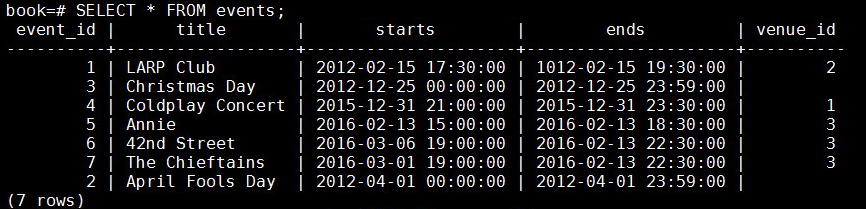 book=# SELECT * FROM events;
 event_id |      title      |       starts        |        ends         | venue_id
----------+-----------------+---------------------+---------------------+----------
        1 | LARP Club       | 2012-02-15 17:30:00 | 1012-02-15 19:30:00 |        2
        3 | Christmas Day   | 2012-12-25 00:00:00 | 2012-12-25 23:59:00 |
        4 | Coldplay Concert | 2015-12-31 21:00:00 | 2015-12-31 23:30:00 |        1
        5 | Annie           | 2016-02-13 15:00:00 | 2016-02-13 18:30:00 |        3
        6 | 42nd Street     | 2016-03-06 19:00:00 | 2016-02-13 22:30:00 |        3
        7 | The Chieftains  | 2016-03-01 19:00:00 | 2016-02-13 22:30:00 |        3
        2 | April Fools Day | 2012-04-01 00:00:00 | 2012-04-01 23:59:00 |
(7 rows)